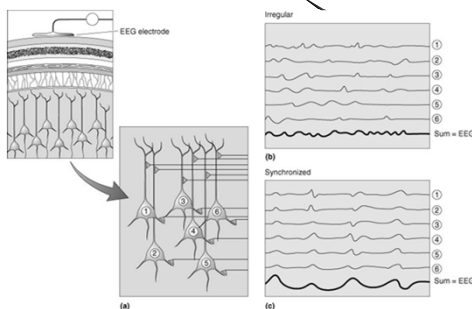 EEG electrode
1
2
3
4
5
6
(a)
Irregular
1
2
3
4
5
6
Sum = EEG
(b)
Synchronized
1
2
3
4
5
6
Sum = EEG
(c)